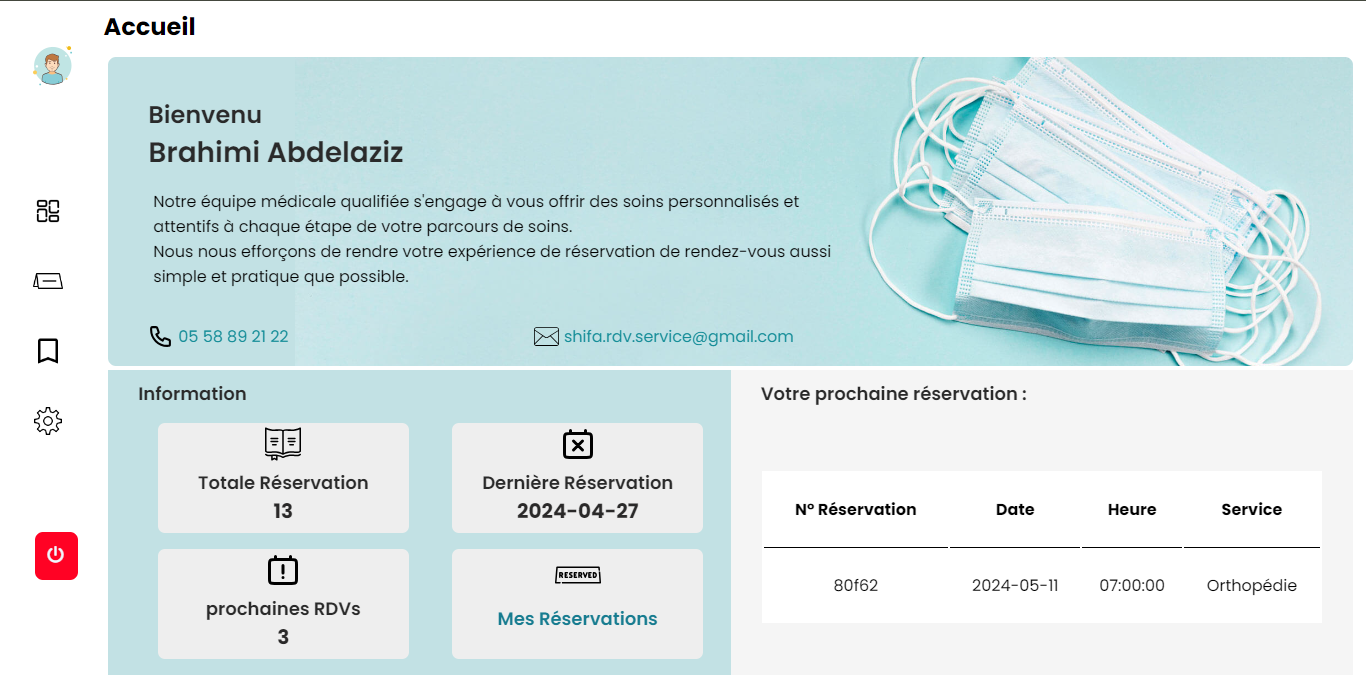 Accueil
Bienvenu
Brahimi Abdelaziz
Notre équipe médicale qualifiée s'engage à vous offrir des soins personnalisés et
attentifs à chaque étape de votre parcours de soins.
Nous nous efforçons de rendre votre expérience de réservation de rendez-vous aussi
simple et pratique que possible.
05 58 89 21 22
shifa.rdv.service@gmail.com
Information
Totale Réservation
13
Dernière Réservation
2024-04-27
prochaines RDVs
3
RESERVED
Mes Réservations
Votre prochaine réservation :
N° Réservation Date Heure Service
80f62 2024-05-11 07:00:00 Orthopédie